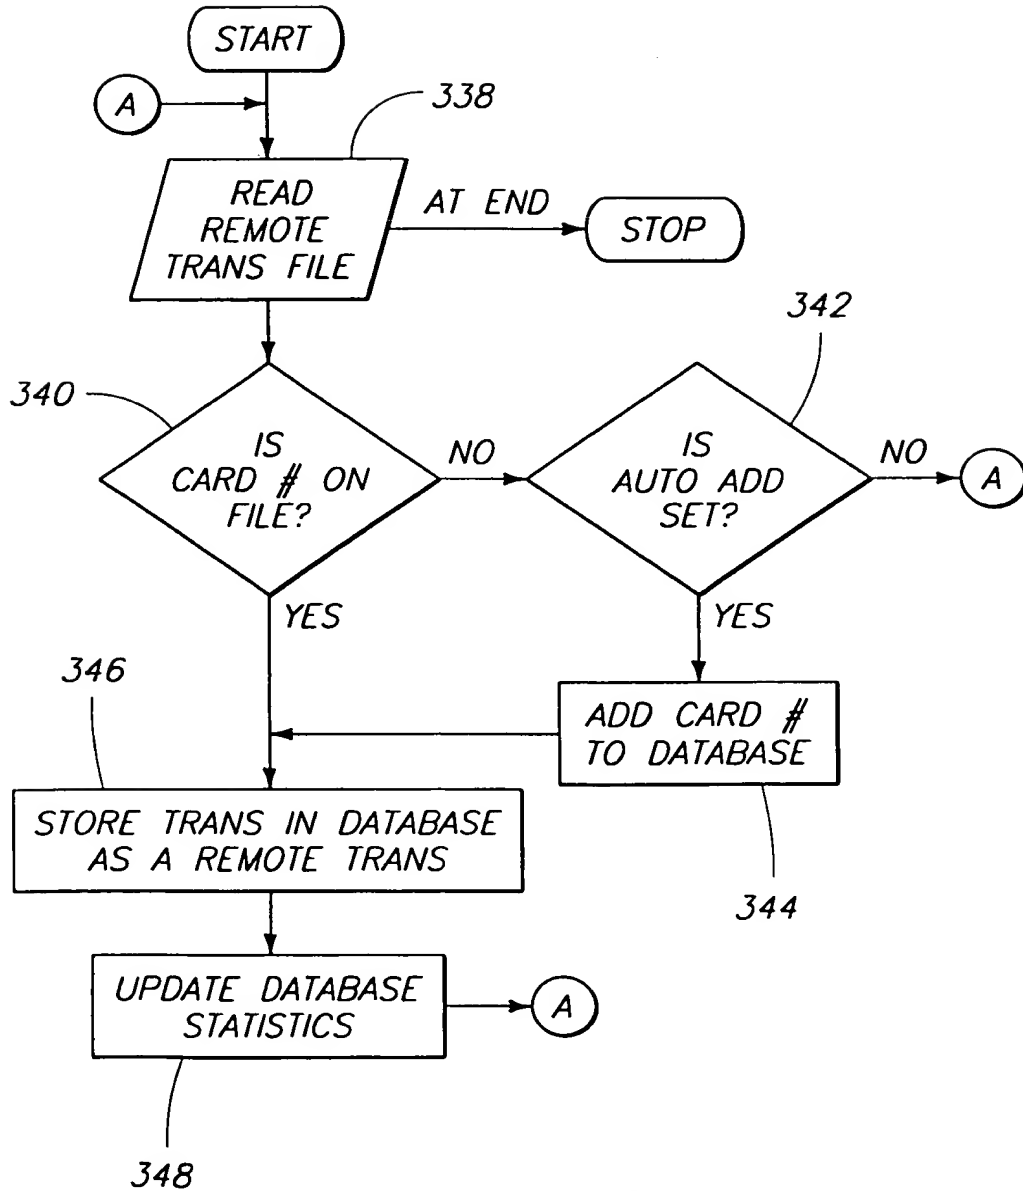 START
A
338
READ
REMOTE
TRANS FILE
AT END
STOP
342
340
IS
CARD # ON
FILE?
NO
IS
AUTO ADD
SET?
NO
A
YES
YES
346
ADD CARD #
TO DATABASE
STORE TRANS IN DATABASE
AS A REMOTE TRANS
344
UPDATE DATABASE
STATISTICS
A
348